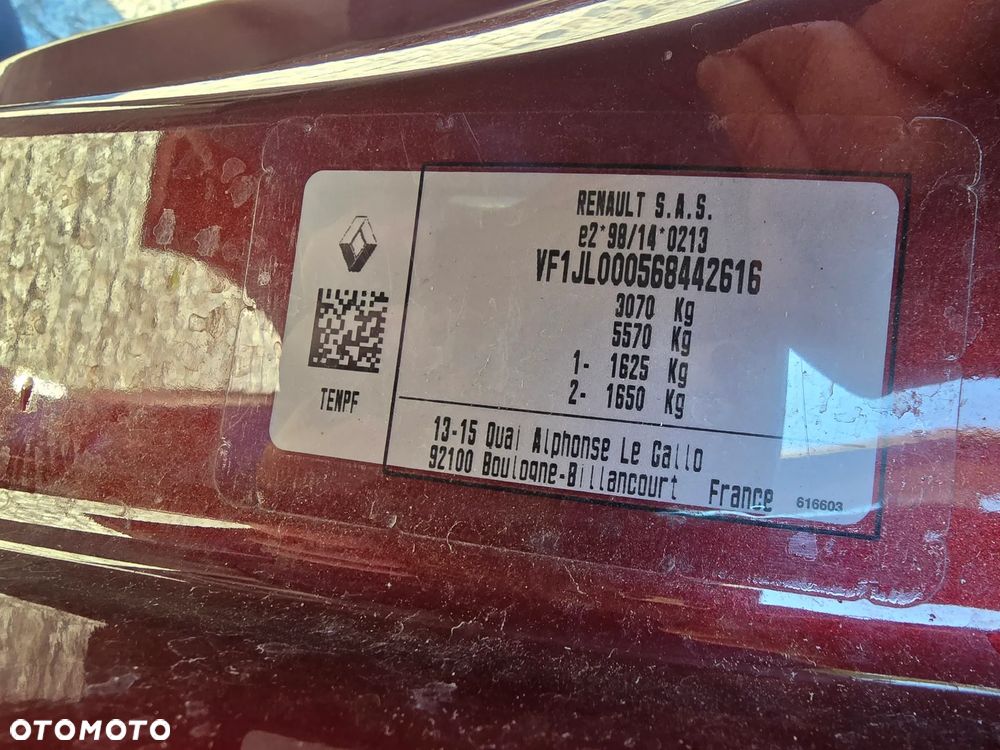 RENAULT S.A.S.
e2*98/14*0213
VF1JL000568442616
3070 Kg
5570 Kg
1- 1625 Kg
2- 1650 Kg
TENPF
13-15 Quai Alphonse Le Gallo
92100 Boulogne-Billancourt France
616603
OTOMOTO